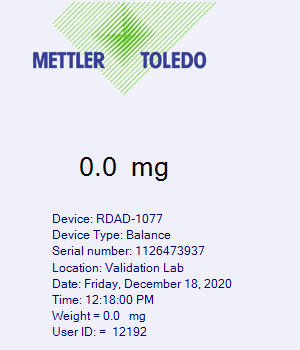 METTLER TOLEDO
0.0 mg
Device: RDAD-1077
Device Type: Balance
Serial number: 1126473937
Location: Validation Lab
Date: Friday, December 18, 2020
Time: 12:18:00 PM
Weight = 0.0 mg
User ID: = 12192